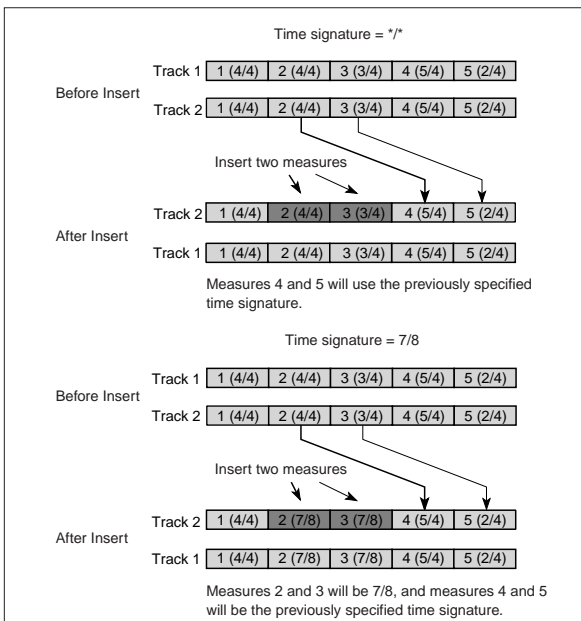 Time signature = */*
Track 1 1 (4/4) 2 (4/4) 3 (3/4) 4 (5/4) 5 (2/4)
Before Insert
Track 2 1 (4/4) 2 (4/4) 3 (3/4) 4 (5/4) 5 (2/4)
Insert two measures
Track 2 1 (4/4) 2 (4/4) 3 (3/4) 4 (5/4) 5 (2/4)
After Insert
Track 1 1 (4/4) 2 (4/4) 3 (3/4) 4 (5/4) 5 (2/4)
Measures 4 and 5 will use the previously specified
time signature.
Time signature = 7/8
Track 1 1 (4/4) 2 (4/4) 3 (3/4) 4 (5/4) 5 (2/4)
Before Insert
Track 2 1 (4/4) 2 (4/4) 3 (3/4) 4 (5/4) 5 (2/4)
Insert two measures
Track 2 1 (4/4) 2 (7/8) 3 (7/8) 4 (5/4) 5 (2/4)
After Insert
Track 1 1 (4/4) 2 (7/8) 3 (7/8) 4 (5/4) 5 (2/4)
Measures 2 and 3 will be 7/8, and measures 4 and 5
will be the previously specified time signature.